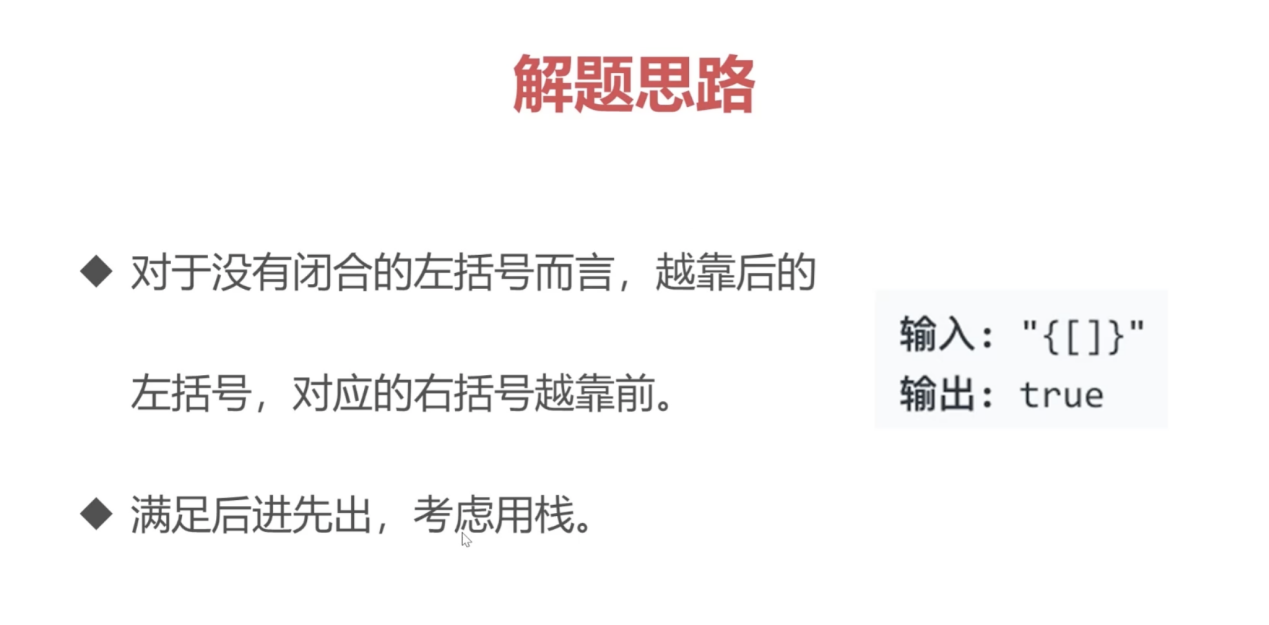 解题思路
◆ 对于没有闭合的左括号而言，越靠后的
左括号，对应的右括号越靠前。
输入: "{[]}"
输出: true
◆ 满足后进先出，考虑用栈。